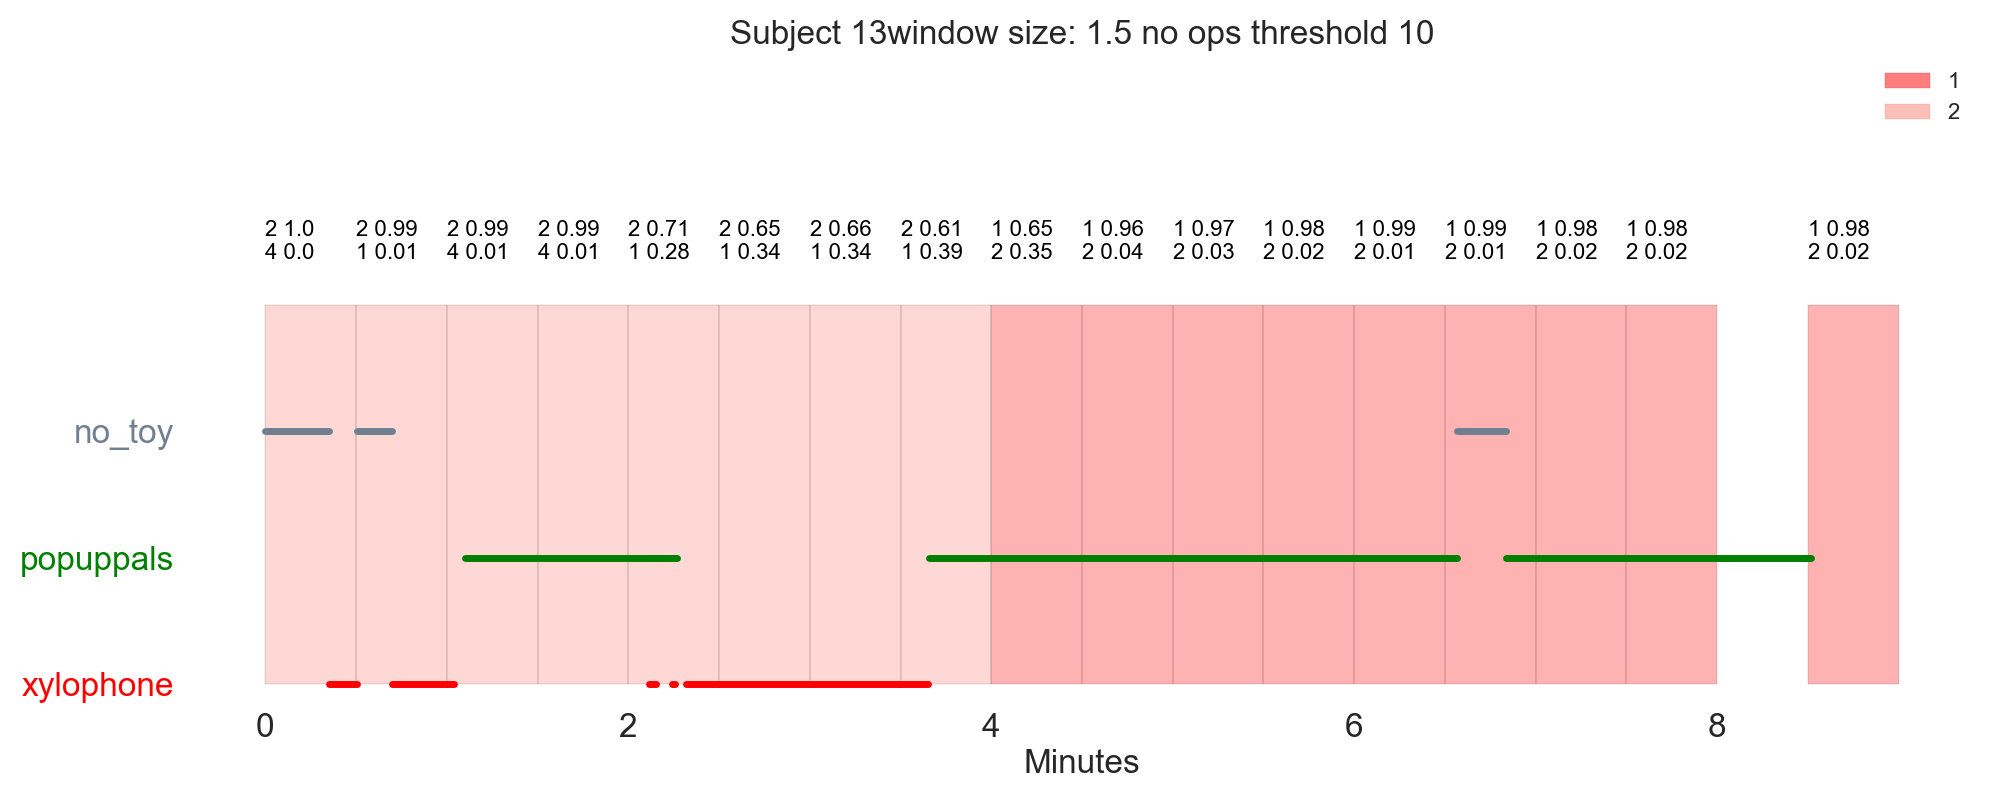 Subject 13window size: 1.5 no ops threshold 10
1
2
2 1.0 2 0.99 2 0.99 2 0.99 2 0.71 2 0.65 2 0.66 2 0.61 1 0.65 1 0.96 1 0.97 1 0.98 1 0.99 1 0.99 1 0.98 1 0.98 1 0.98
4 0.0 1 0.01 4 0.01 4 0.01 1 0.28 1 0.34 1 0.34 1 0.39 2 0.35 2 0.04 2 0.03 2 0.02 2 0.01 2 0.01 2 0.02 2 0.02 2 0.02
no_toy
popuppals
xylophone
0 2 4 6 8
Minutes